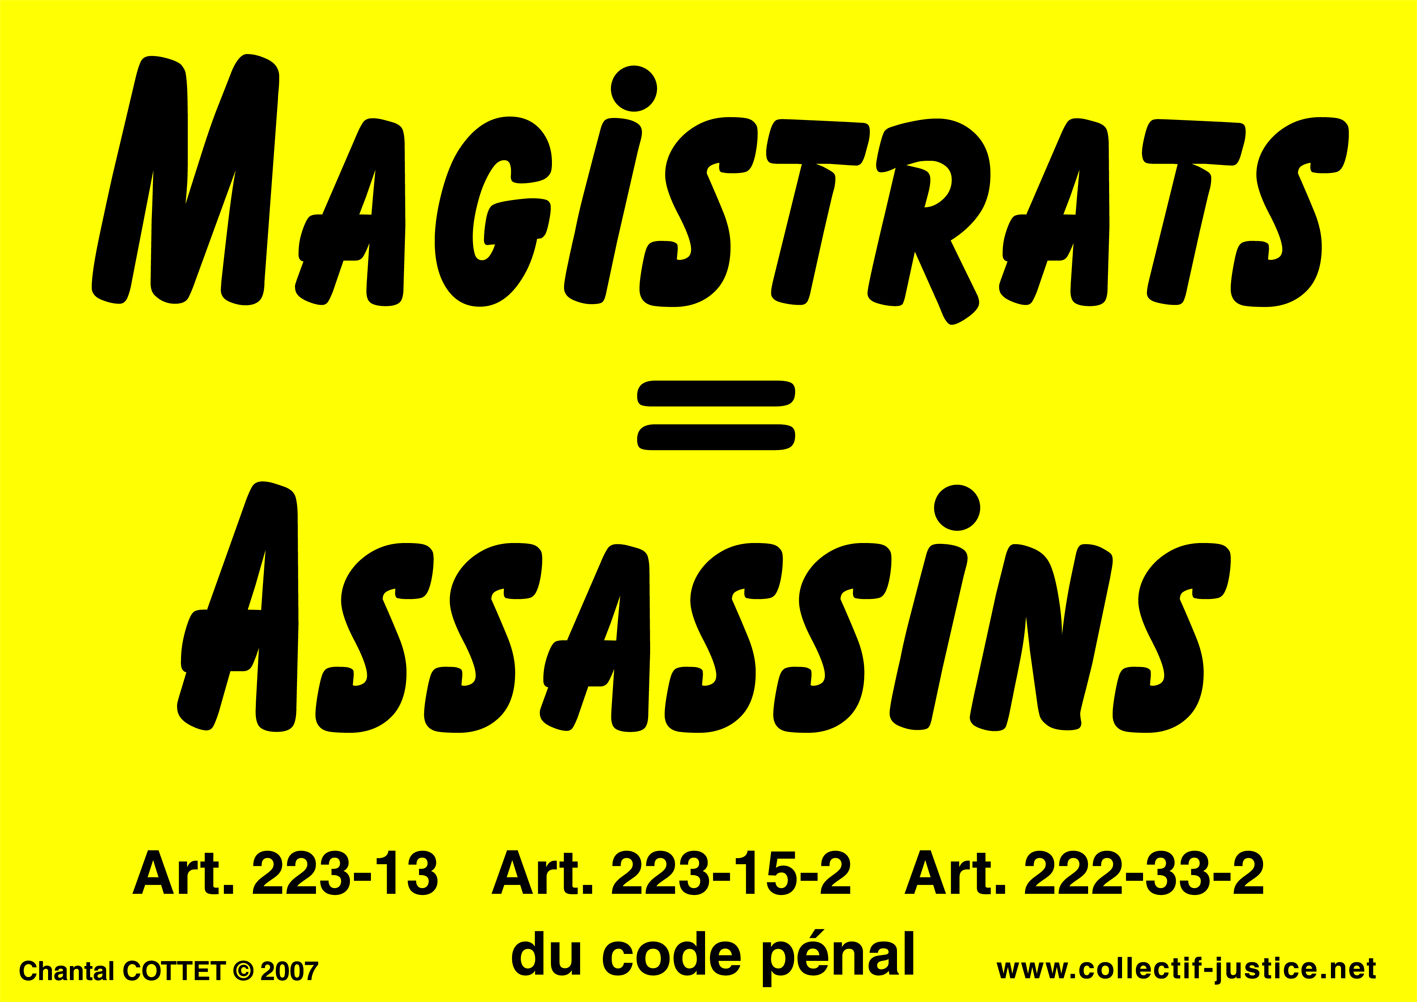 MAGiSTRATS
=
ASSASSiNS
Art. 223-13 Art. 223-15-2 Art. 222-33-2
du code pénal
Chantal COTTET © 2007
www.collectif-justice.net